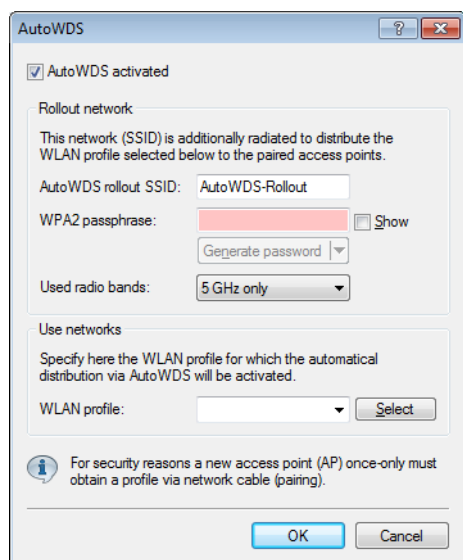 AutoWDS
?
AutoWDS activated
Rollout network
This network (SSID) is additionally radiated to distribute the
WLAN profile selected below to the paired access points.
AutoWDS rollout SSID: AutoWDS-Rollout
WPA2 passphrase: Show
Generate password
Used radio bands: 5 GHz only
Use networks
Specify here the WLAN profile for which the automatical
distribution via AutoWDS will be activated.
WLAN profile: Select
For security reasons a new access point (AP) once-only must
obtain a profile via network cable (pairing).
OK Cancel